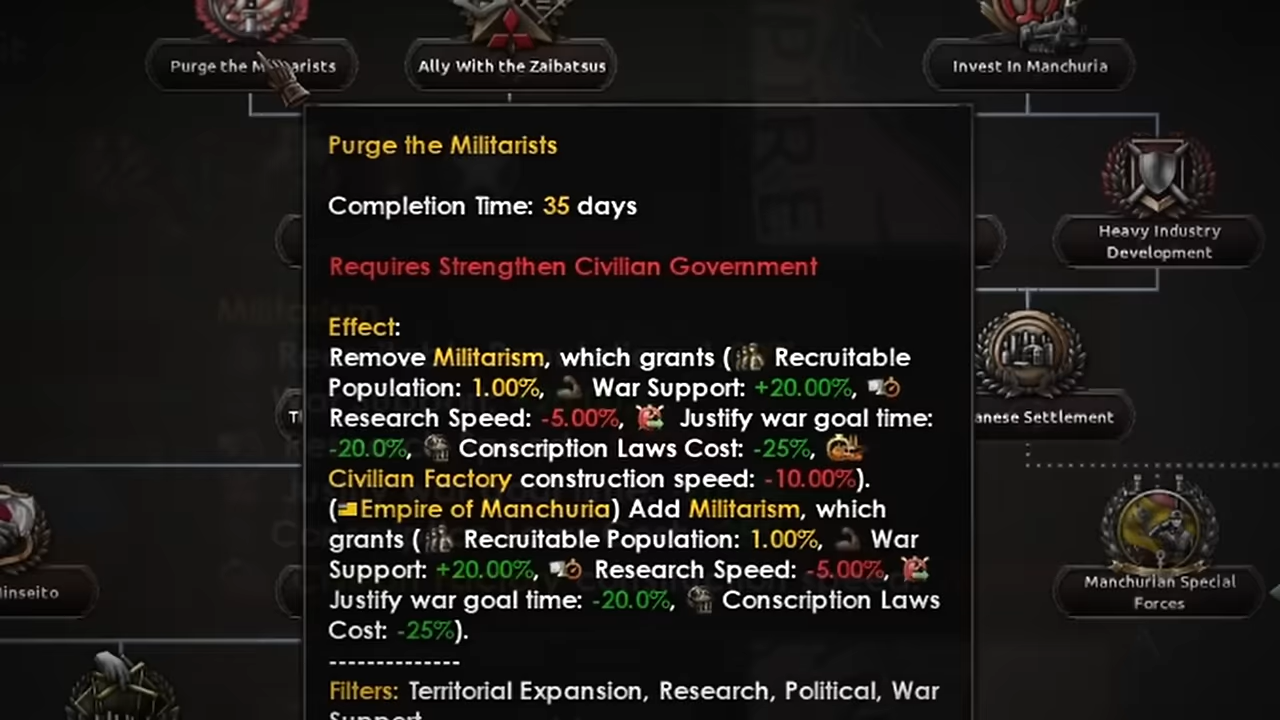 Purge the Militarists
Ally With the Zaibatsus
Invest In Manchuria
Purge the Militarists
Completion Time: 35 days
Requires Strengthen Civilian Government
Heavy Industry
Development
Effect:
Remove Militarism, which grants ( Recruitable
Population: 1.00%, War Support: +20.00%,
Research Speed: -5.00%, Justify war goal time:
-20.0%, Conscription Laws Cost: -25%,
Civilian Factory construction speed: -10.00%).
(Empire of Manchuria) Add Militarism, which
grants ( Recruitable Population: 1.00%, War
Support: +20.00%, Research Speed: -5.00%,
Justify war goal time: -20.0%, Conscription Laws
Cost: -25%).
--------------
Filters: Territorial Expansion, Research, Political, War
Support
anese Settlement
Manchurian Special
Forces
inseito